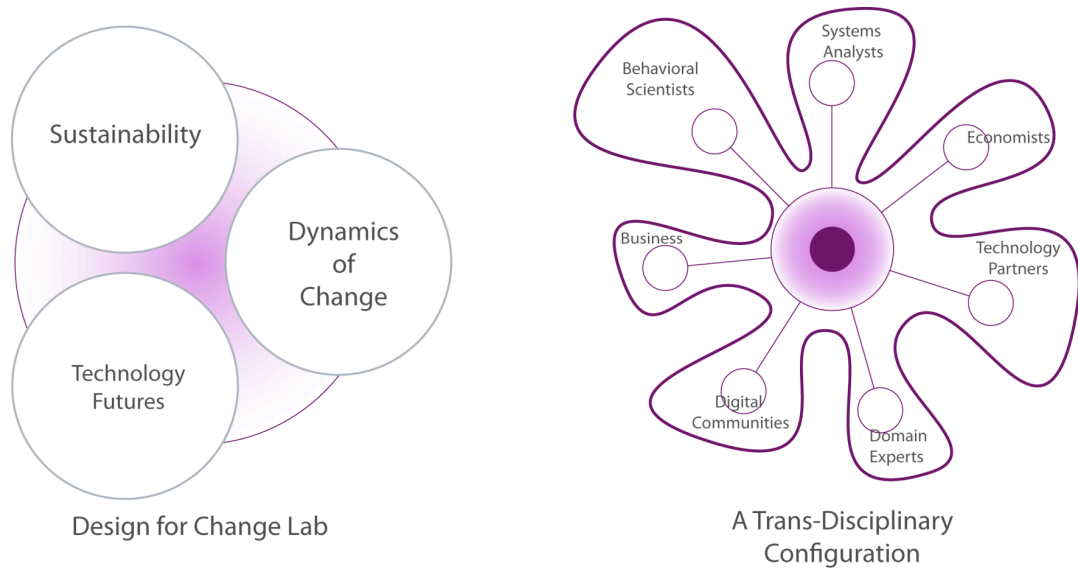 Sustainability
Dynamics
of
Change
Technology
Futures
Design for Change Lab
Systems
Analysts
Behavioral
Scientists
Economists
Business
Technology
Partners
Digital
Communities
Domain
Experts
A Trans-Disciplinary
Configuration